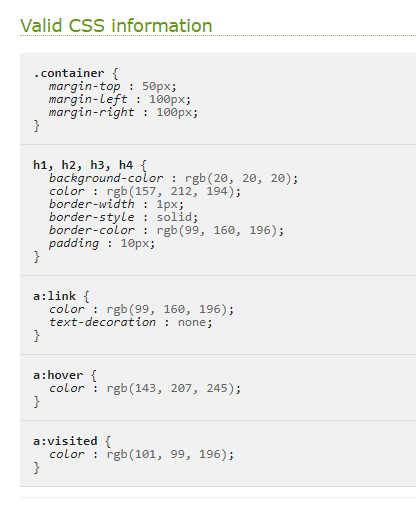 Valid CSS information
.container {
margin-top : 50px;
margin-left : 100px;
margin-right : 100px;
}
h1, h2, h3, h4 {
background-color : rgb(20, 20, 20);
color : rgb(157, 212, 194);
border-width : 1px;
border-style : solid;
border-color : rgb(99, 160, 196);
padding : 10px;
}
a:link {
color : rgb(99, 160, 196);
text-decoration : none;
}
a:hover {
color : rgb(143, 207, 245);
}
a:visited {
color : rgb(101, 99, 196);
}